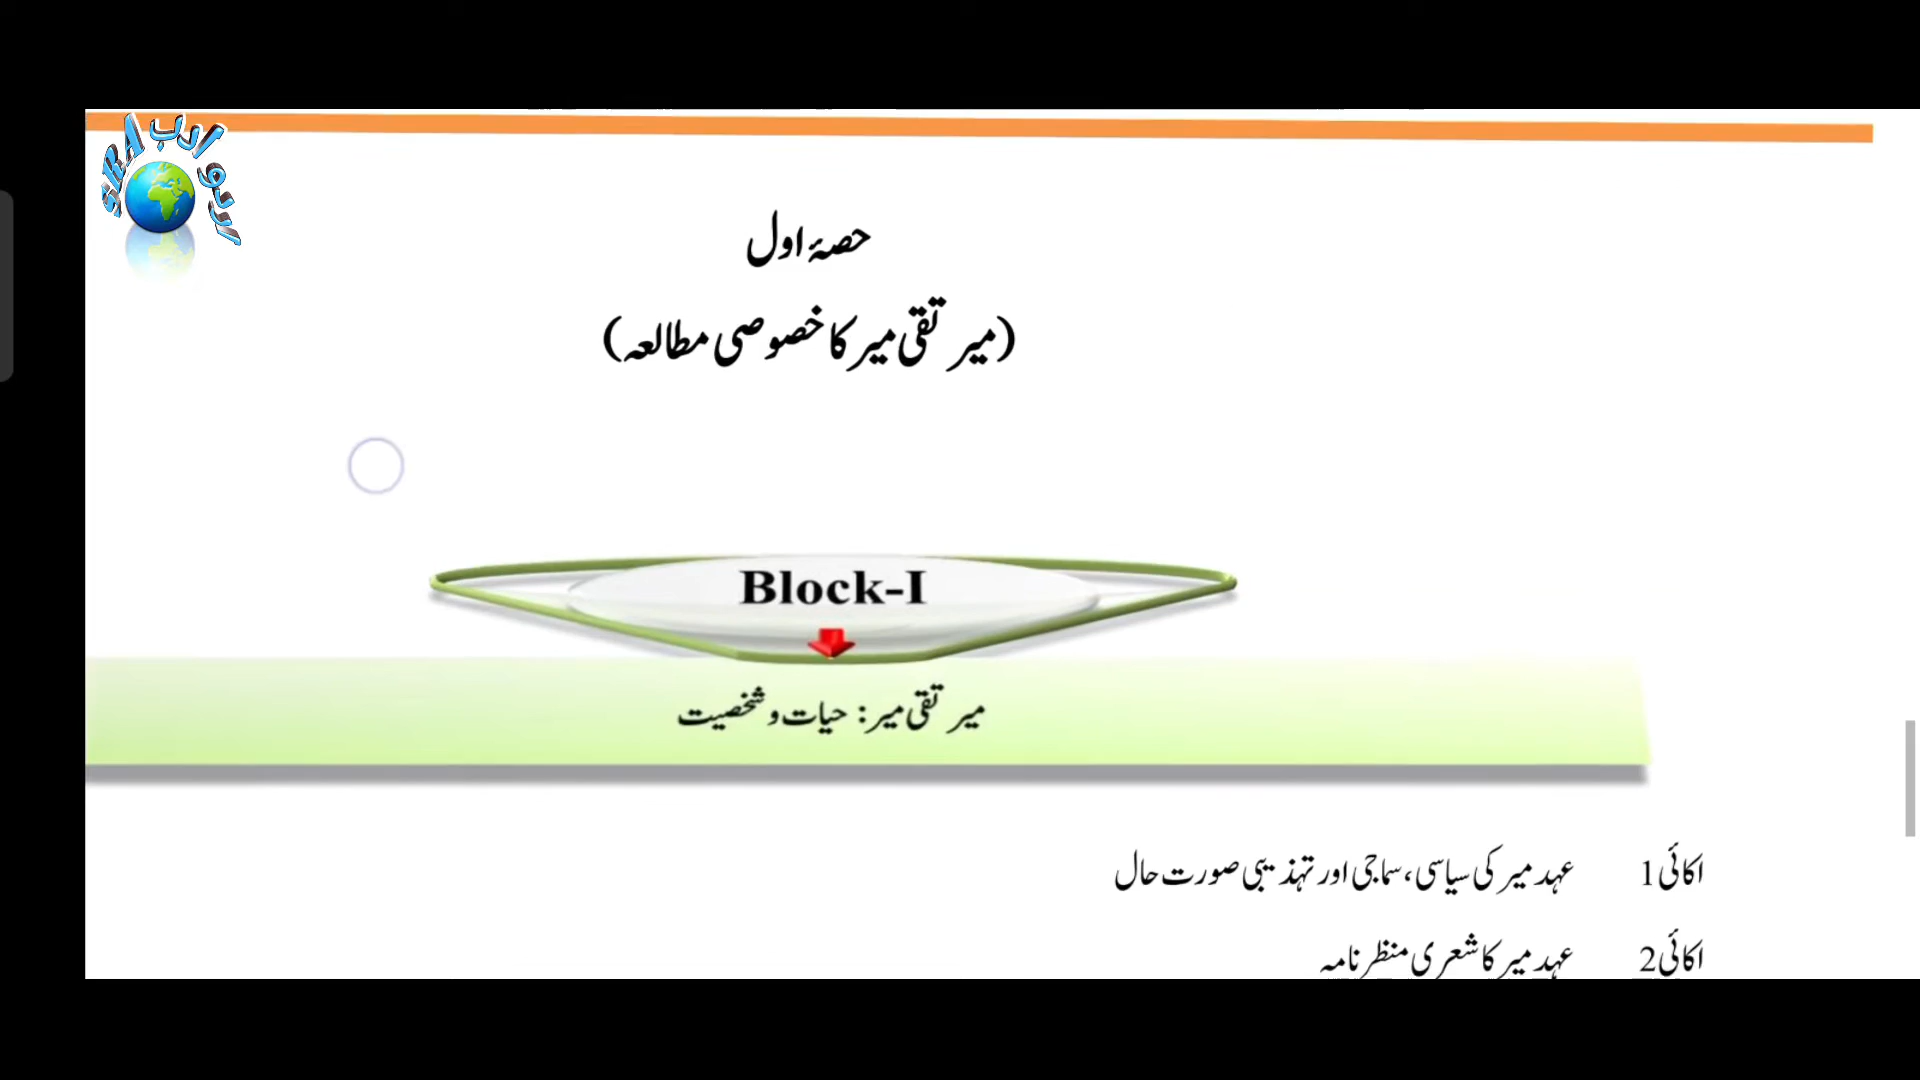 SRA اردو ادب
حصۂ اول
(میر تقی میر کا خصوصی مطالعہ)
Block-I
میر تقی میر: حیات و شخصیت
اکائی 1 عہد میر کی سیاسی، سماجی اور تہذیبی صورت حال
اکائی 2 عہد میر کا شعری منظر نامہ